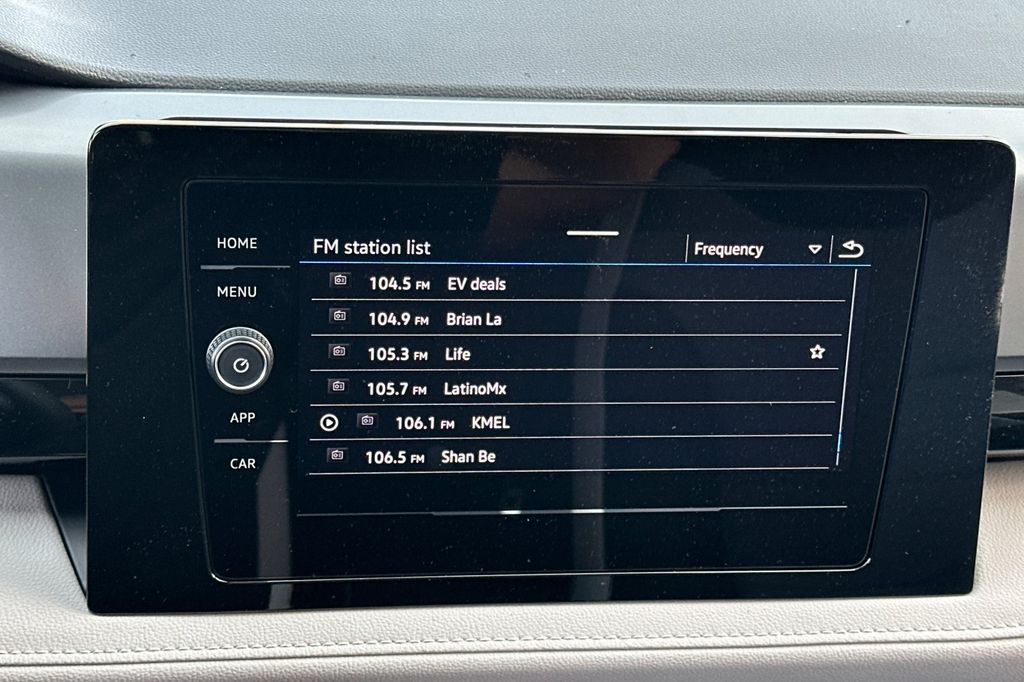 HOME
MENU
APP
CAR
FM station list
Frequency
104.5 FM EV deals
104.9 FM Brian La
105.3 FM Life
105.7 FM LatinoMx
106.1 FM KMEL
106.5 FM Shan Be